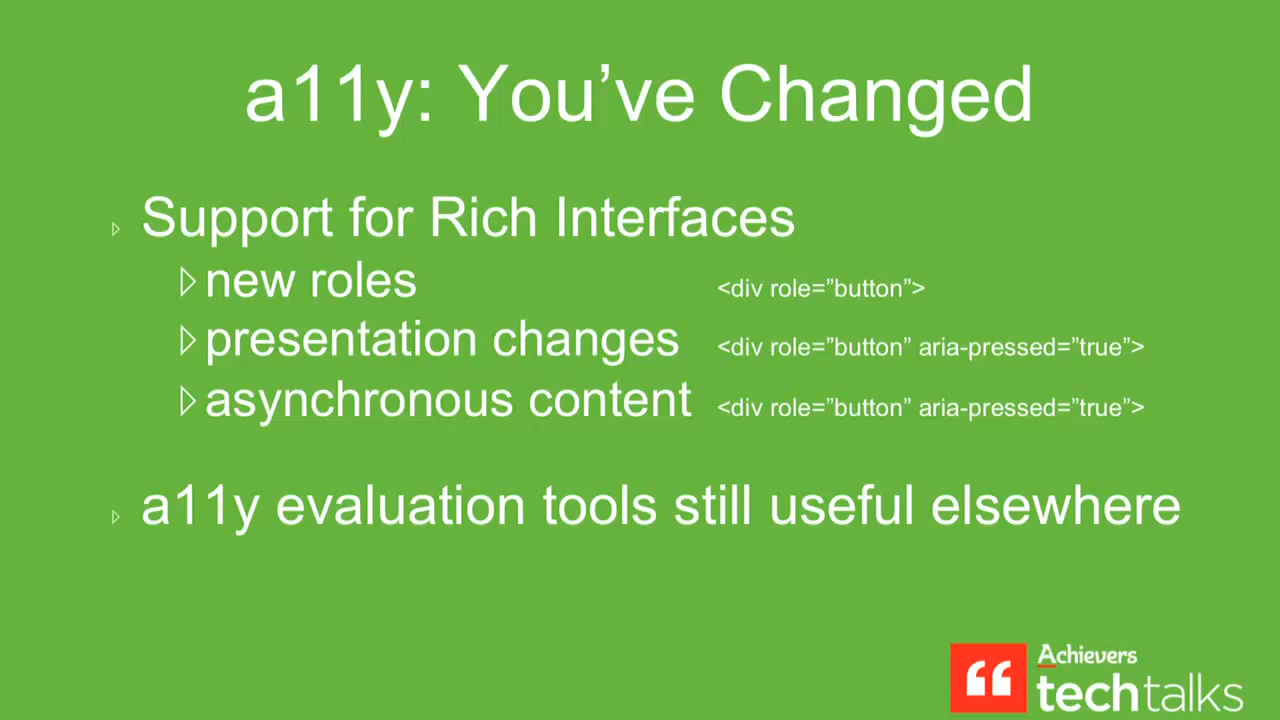 a11y: You’ve Changed
Support for Rich Interfaces
new roles <div role=”button”>
presentation changes <div role=”button” aria-pressed=”true”>
asynchronous content <div role=”button” aria-pressed=”true”>
a11y evaluation tools still useful elsewhere
Achievers
techtalks